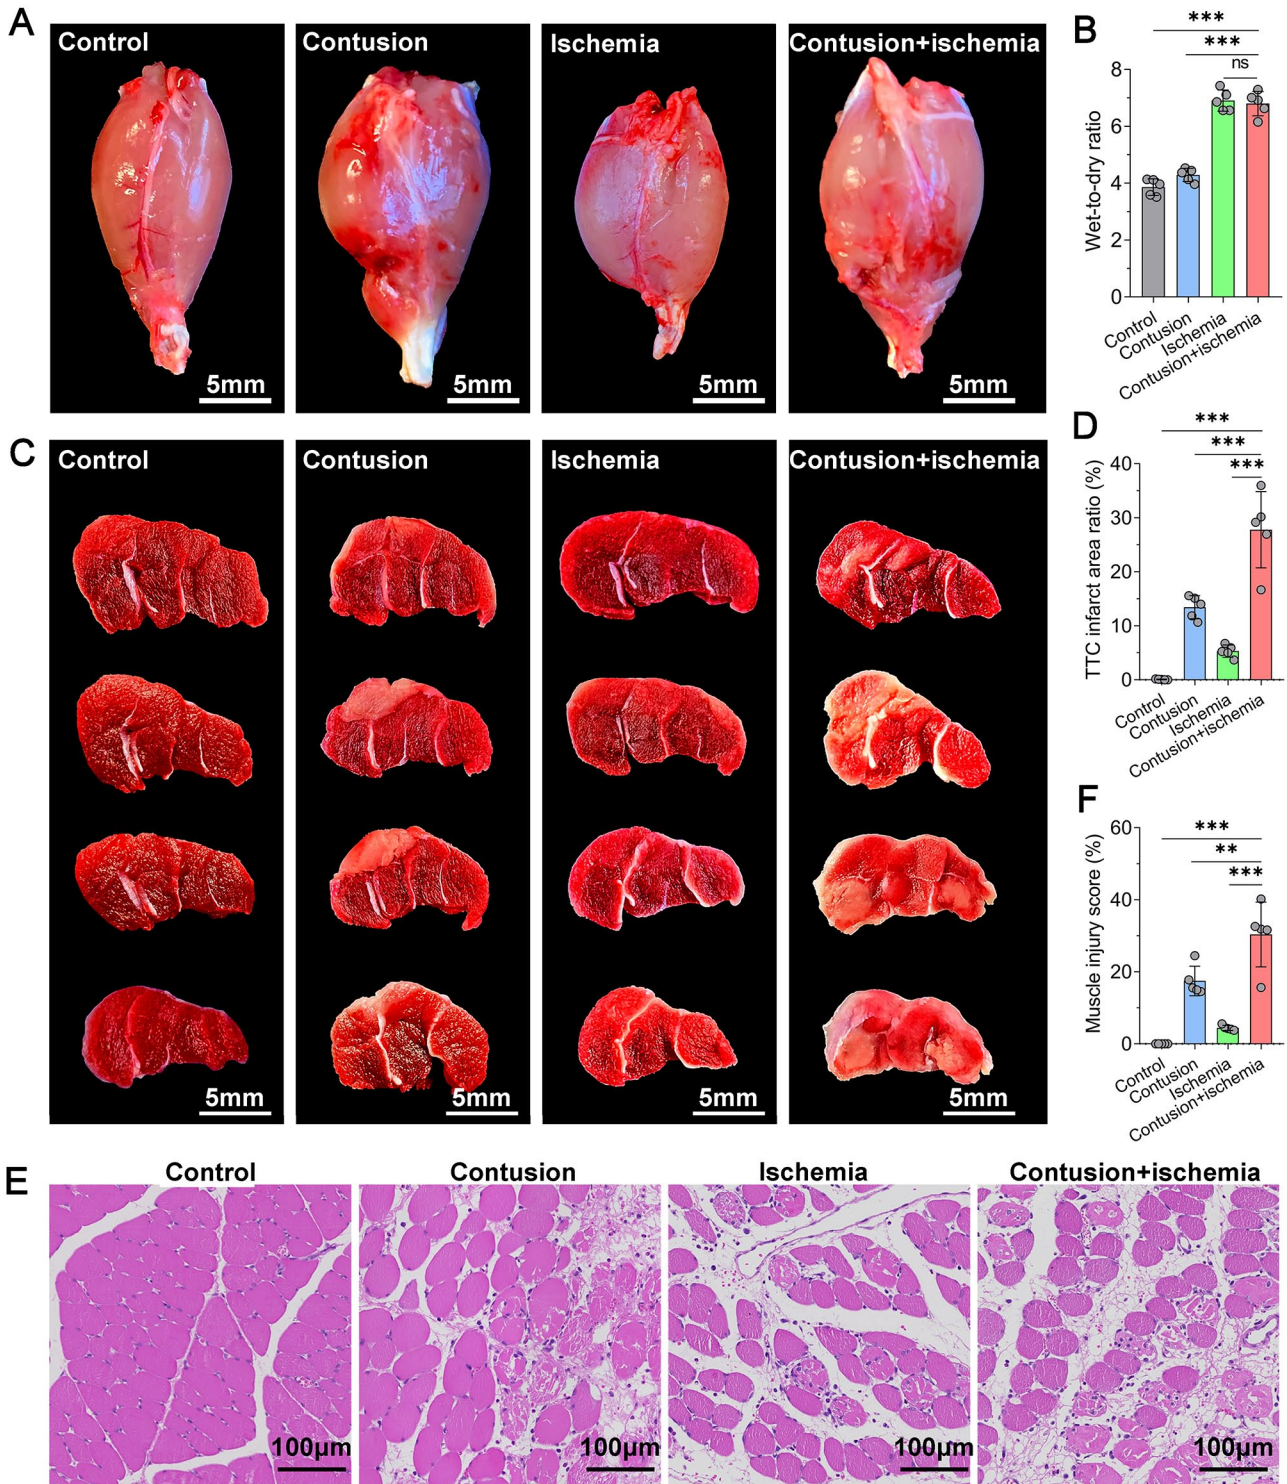 A
Control
Contusion
Ischemia
Contusion+ischemia
5mm
5mm
5mm
5mm
B
***
***
ns
Wet-to-dry ratio
8
6
4
2
0
Control
Contusion
Ischemia
Contusion+ischemia
C
Control
Contusion
Ischemia
Contusion+ischemia
5mm
5mm
5mm
5mm
D
***
***
***
TTC infarct area ratio (%)
40
30
20
10
0
Control
Contusion
Ischemia
Contusion+ischemia
F
***
**
***
Muscle injury score (%)
60
40
20
0
Control
Contusion
Ischemia
Contusion+ischemia
E
Control
Contusion
Ischemia
Contusion+ischemia
100μm
100μm
100μm
100μm